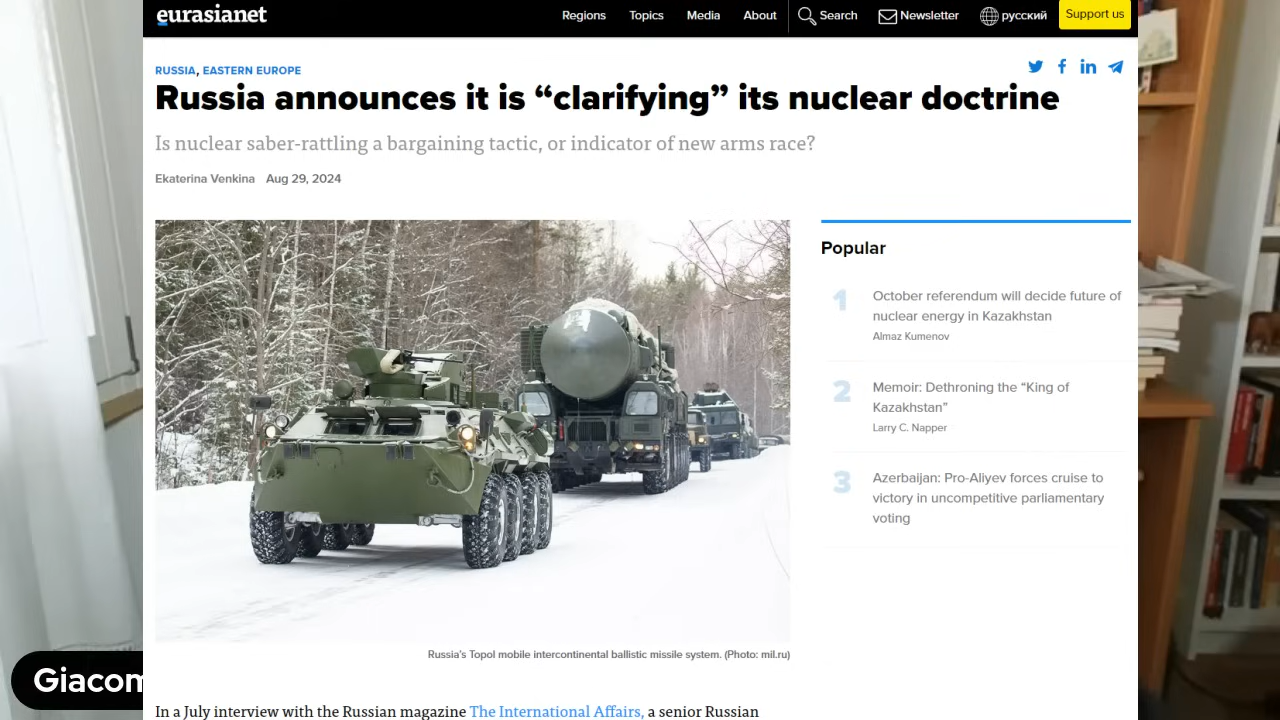 eurasianet
Regions Topics Media About Search Newsletter русский Support us
RUSSIA, EASTERN EUROPE
Russia announces it is “clarifying” its nuclear doctrine
Is nuclear saber-rattling a bargaining tactic, or indicator of new arms race?
Ekaterina Venkina Aug 29, 2024
Popular
1
October referendum will decide future of
nuclear energy in Kazakhstan
Almaz Kumenov
2
Memoir: Dethroning the “King of
Kazakhstan”
Larry C. Napper
3
Azerbaijan: Pro-Aliyev forces cruise to
victory in uncompetitive parliamentary
voting
Russia's Topol mobile intercontinental ballistic missile system. (Photo: mil.ru)
Giacom
In a July interview with the Russian magazine The International Affairs, a senior Russian